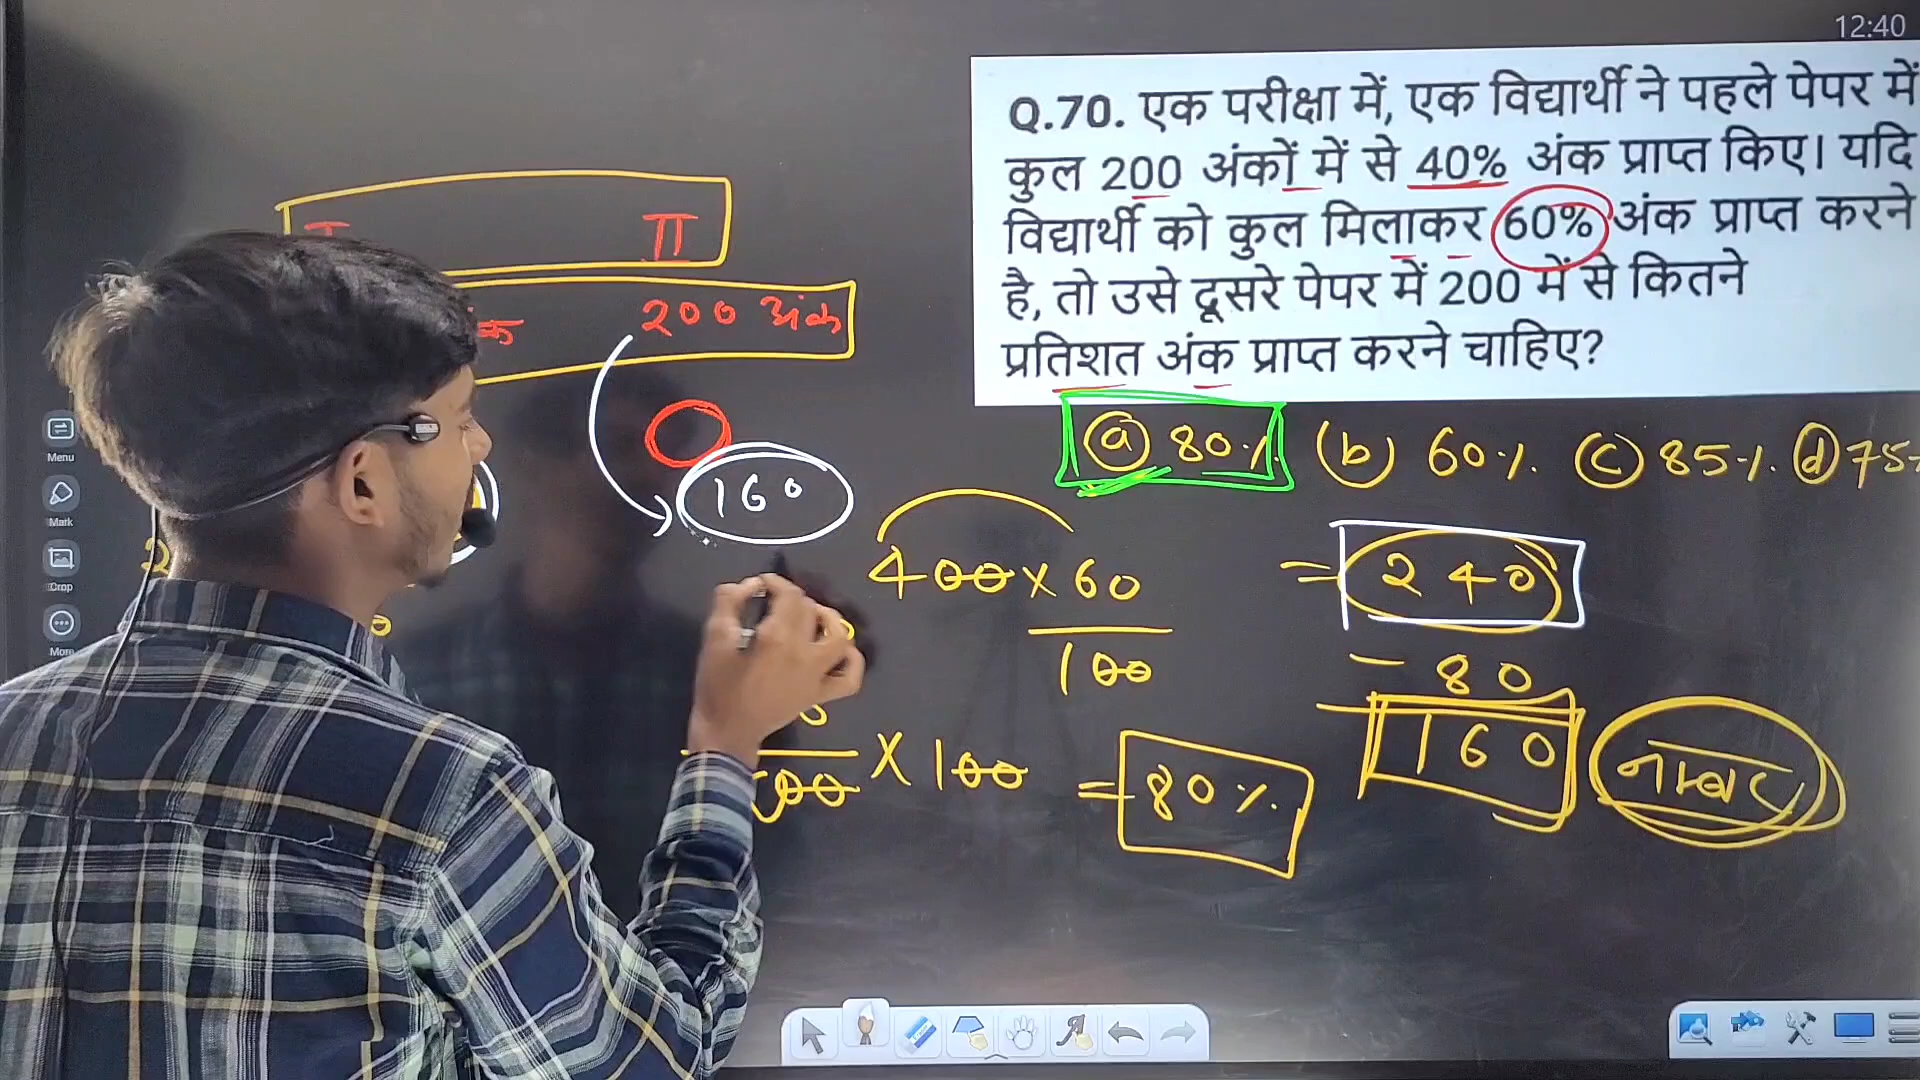 12:40
Q.70. एक परीक्षा में, एक विद्यार्थी ने पहले पेपर में
कुल 200 अंकों में से 40% अंक प्राप्त किए। यदि
विद्यार्थी को कुल मिलाकर 60% अंक प्राप्त करने
है, तो उसे दूसरे पेपर में 200 में से कितने
प्रतिशत अंक प्राप्त करने चाहिए?
(a) 80% (b) 60% (c) 85% (d) 75
I II
200 अंक
160
400 × 60 = 240
100
- 80
160
× 100 = 80%
Menu
Mark
Crop
More